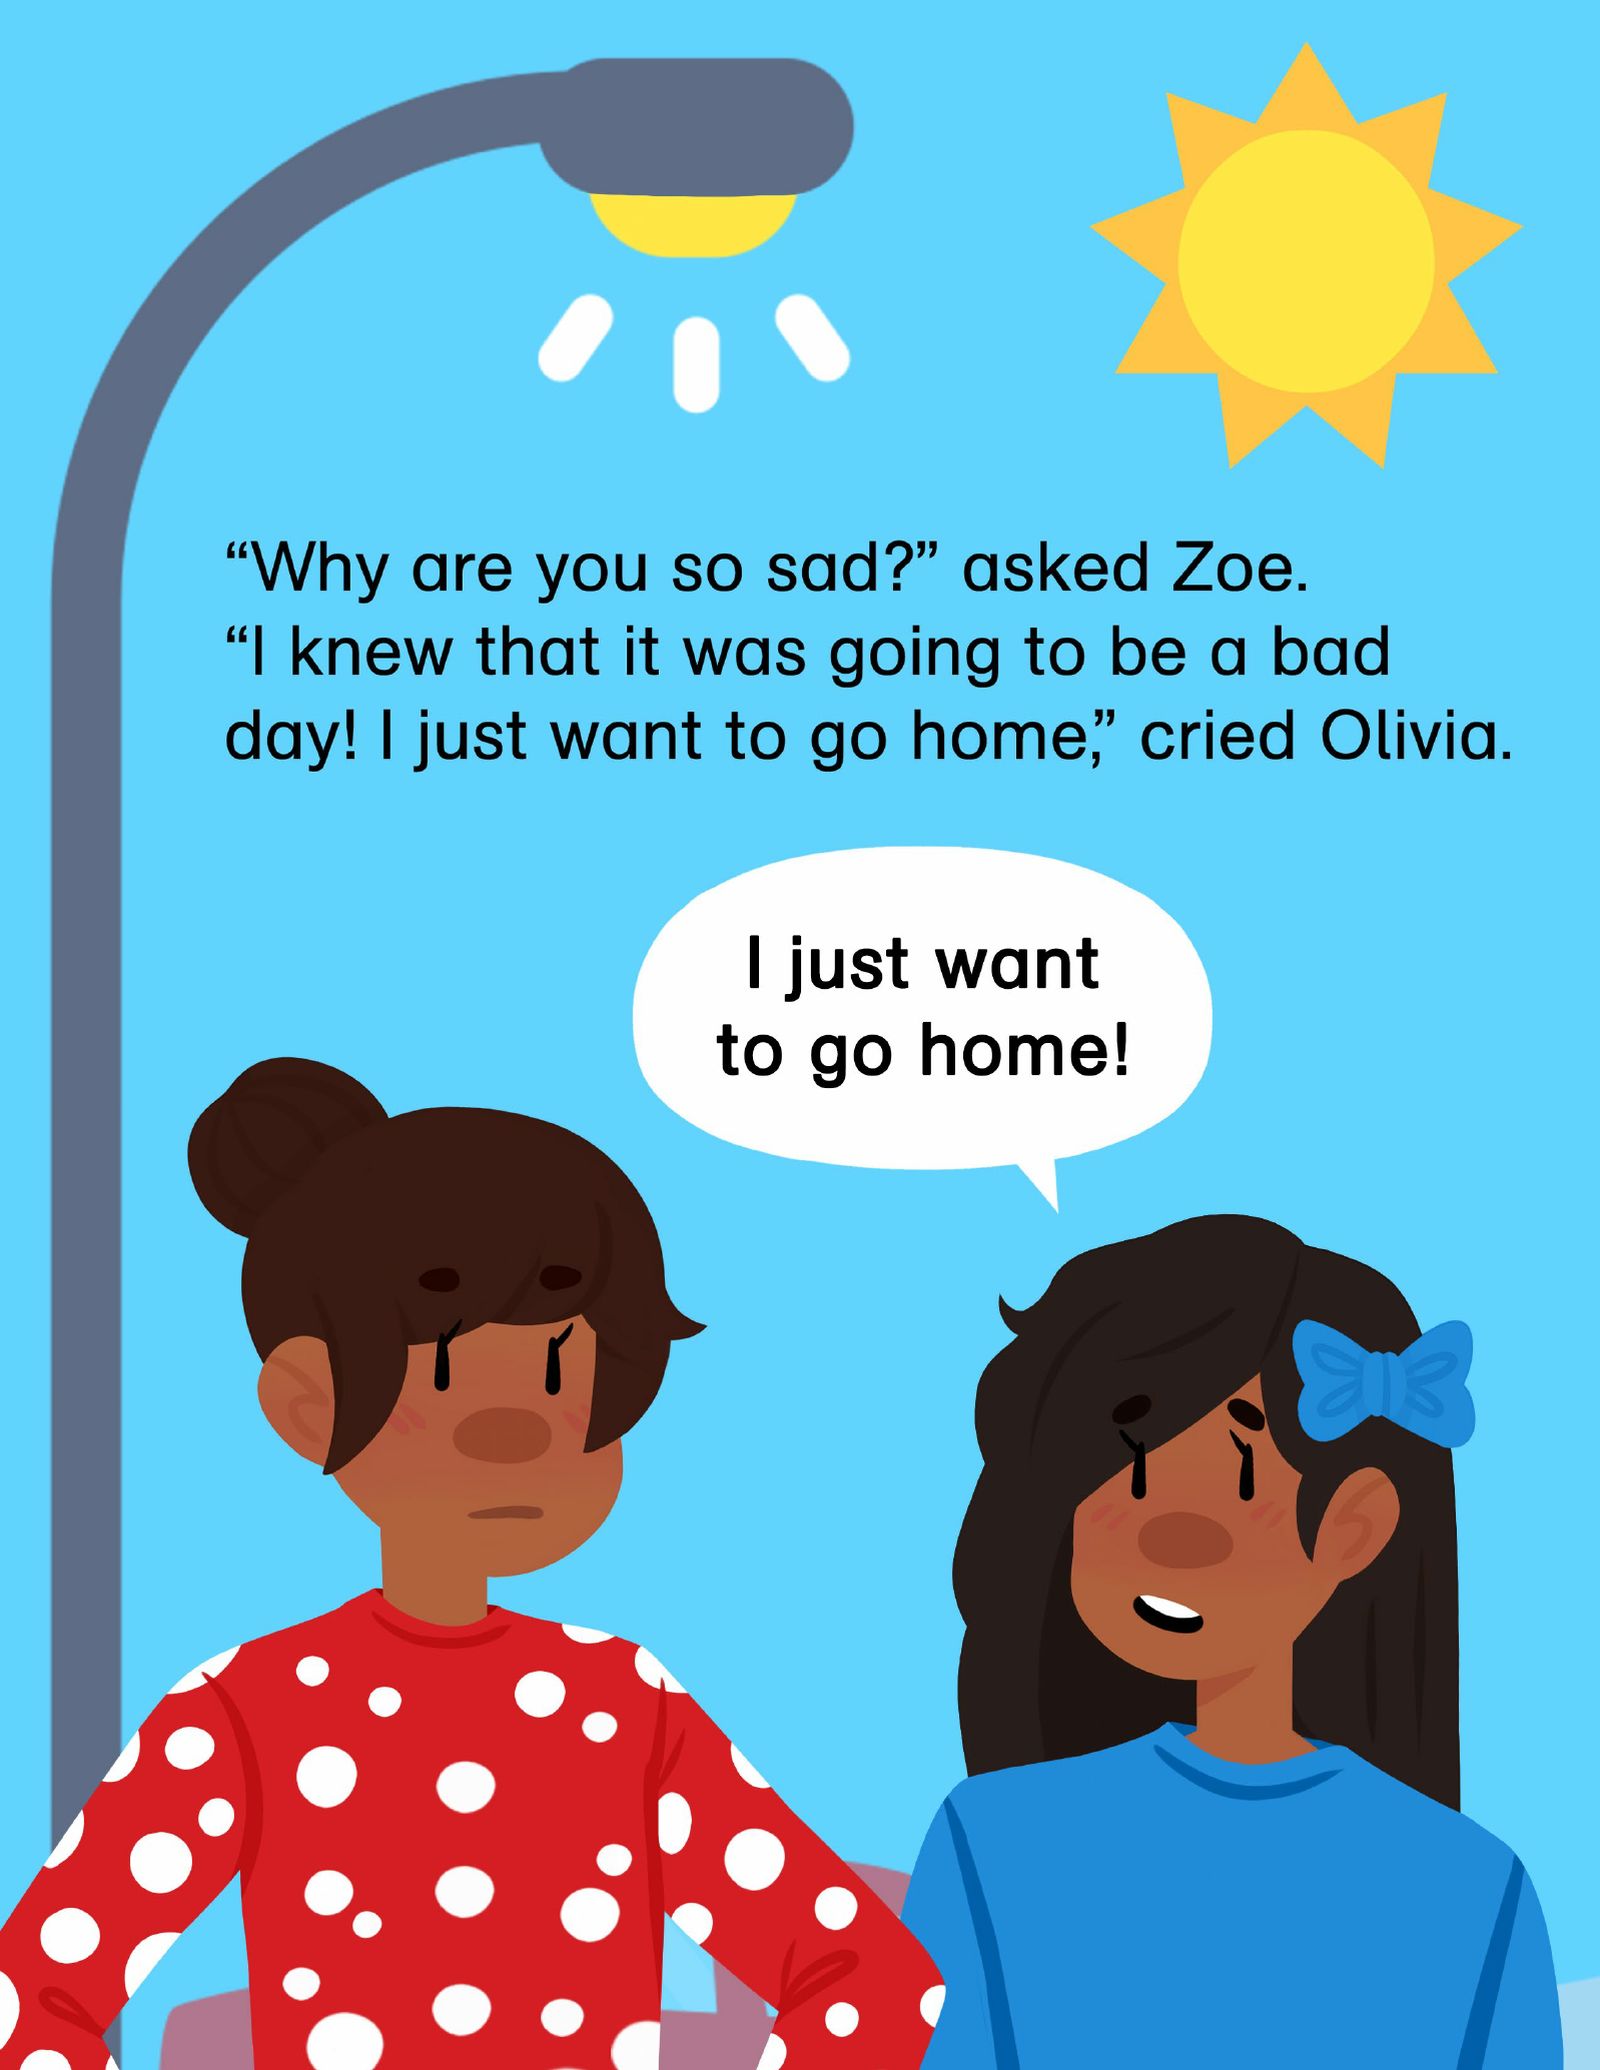 “Why are you so sad?” asked Zoe.
“I knew that it was going to be a bad
day! I just want to go home,” cried Olivia.
I just want
to go home!